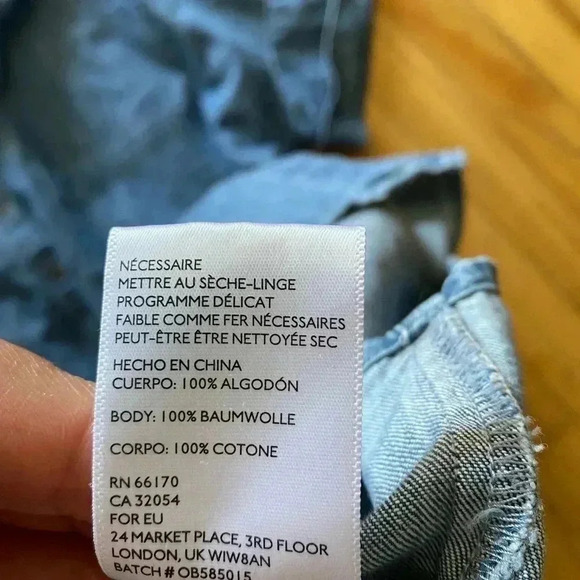 NÉCESSAIRE
METTRE AU SÈCHE-LINGE
PROGRAMME DÉLICAT
FAIBLE COMME FER NÉCESSAIRES
PEUT-ÊTRE ÊTRE NETTOYÉE SEC
HECHO EN CHINA
CUERPO: 100% ALGODÓN
BODY: 100% BAUMWOLLE
CORPO: 100% COTONE
RN 66170
CA 32054
FOR EU
24 MARKET PLACE, 3RD FLOOR
LONDON, UK WIW8AN
BATCH# OB585015